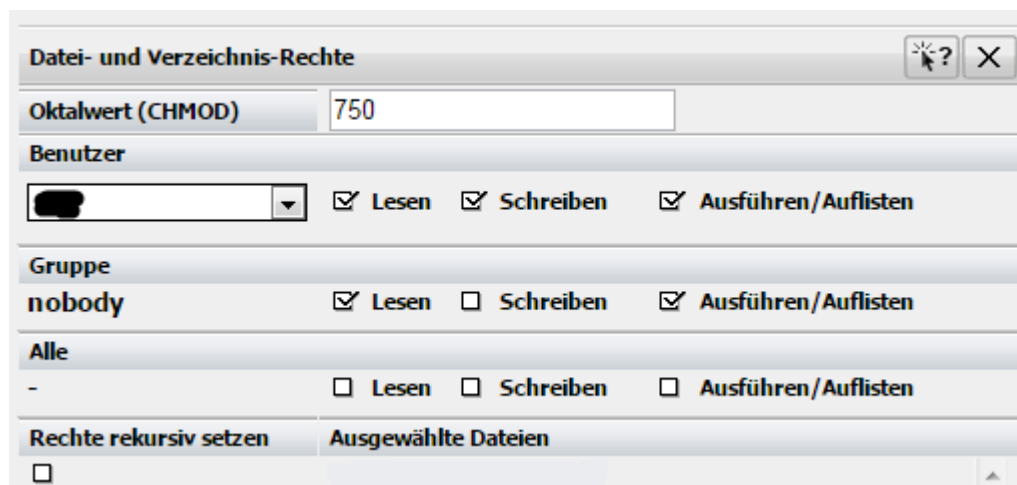 Datei- und Verzeichnis-Rechte ?
Oktalwert (CHMOD) 750
Benutzer
Lesen Schreiben Ausführen/Auflisten
Gruppe
nobody Lesen Schreiben Ausführen/Auflisten
Alle
- Lesen Schreiben Ausführen/Auflisten
Rechte rekursiv setzen Ausgewählte Dateien